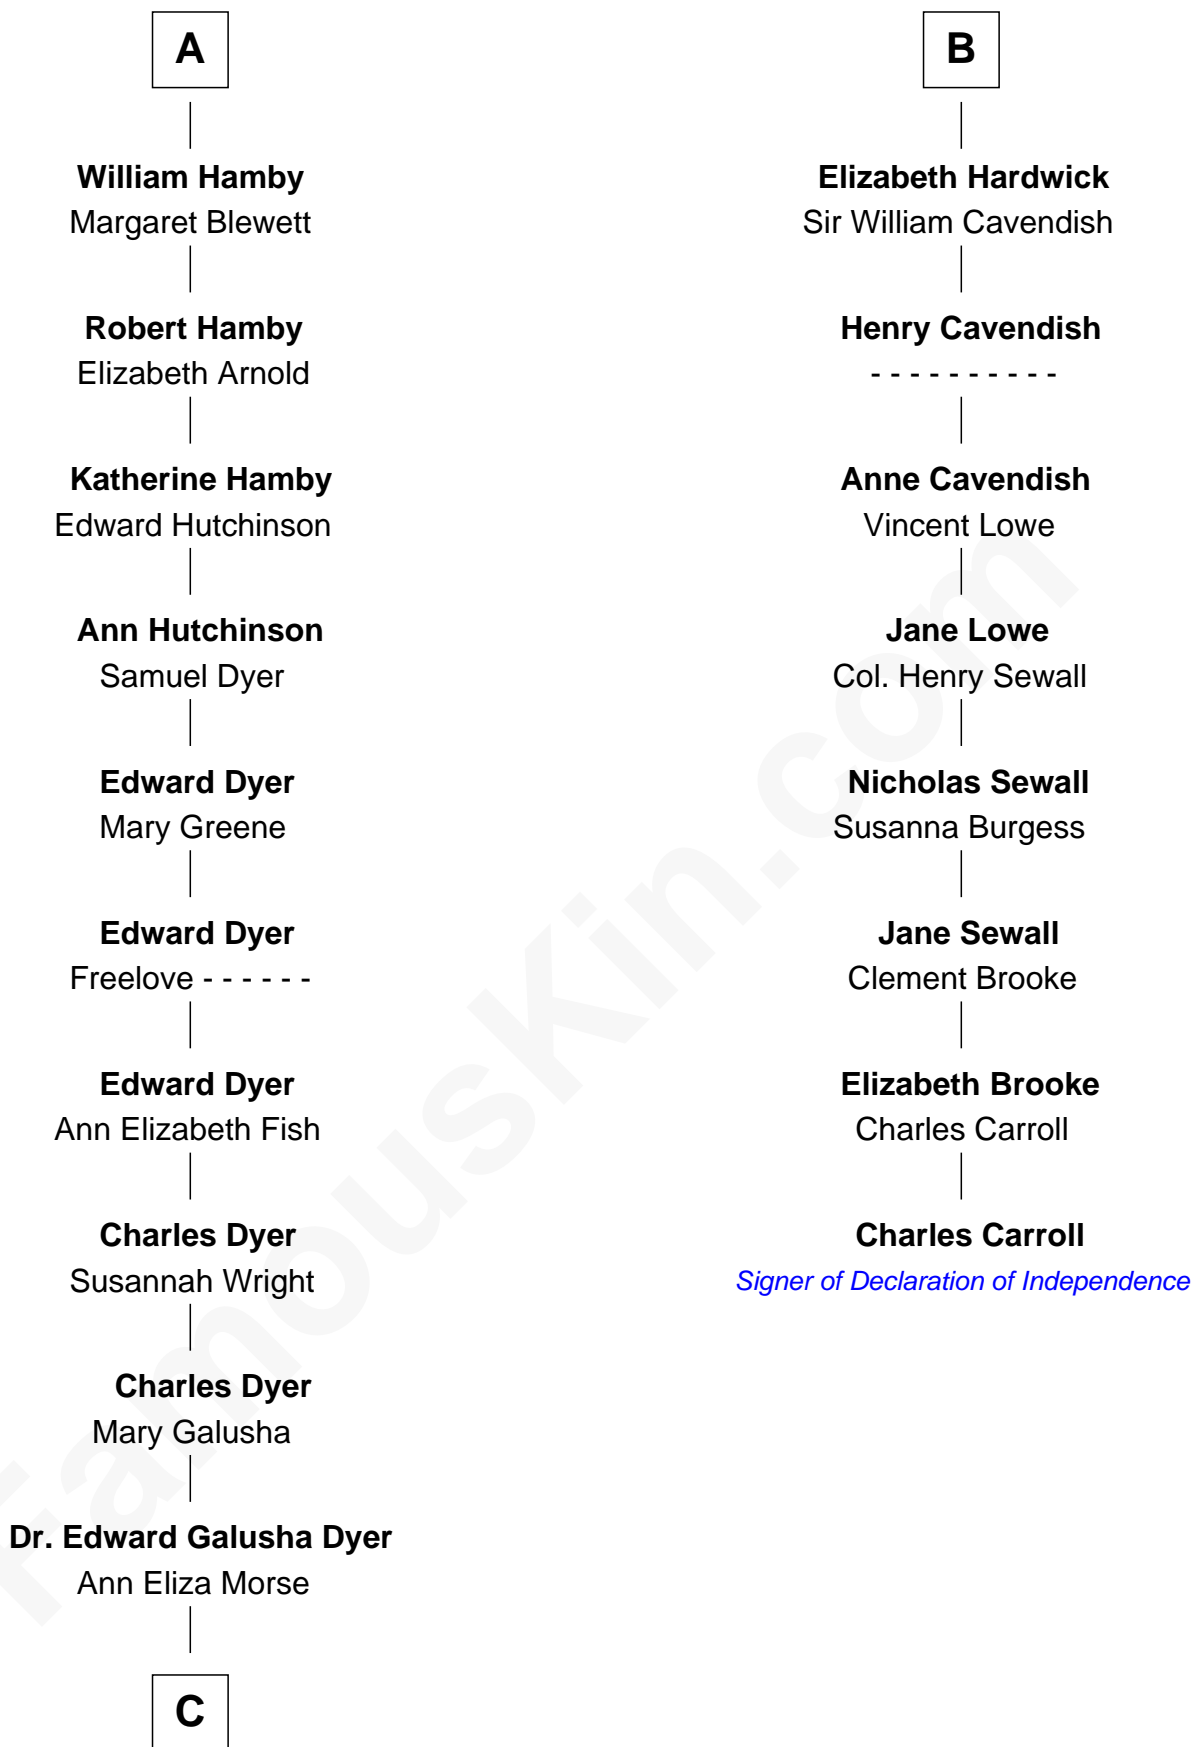 A
William Hamby
Margaret Blewett
Robert Hamby
Elizabeth Arnold
Katherine Hamby
Edward Hutchinson
Ann Hutchinson
Samuel Dyer
Edward Dyer
Mary Greene
Edward Dyer
Freelove - - - - - -
Edward Dyer
Ann Elizabeth Fish
Charles Dyer
Susannah Wright
Charles Dyer
Mary Galusha
Dr. Edward Galusha Dyer
Ann Eliza Morse
C
B
Elizabeth Hardwick
Sir William Cavendish
Henry Cavendish
- - - - - - - - - -
Anne Cavendish
Vincent Lowe
Jane Lowe
Col. Henry Sewall
Nicholas Sewall
Susanna Burgess
Jane Sewall
Clement Brooke
Elizabeth Brooke
Charles Carroll
Charles Carroll
Signer of Declaration of Independence
FamousKin.com